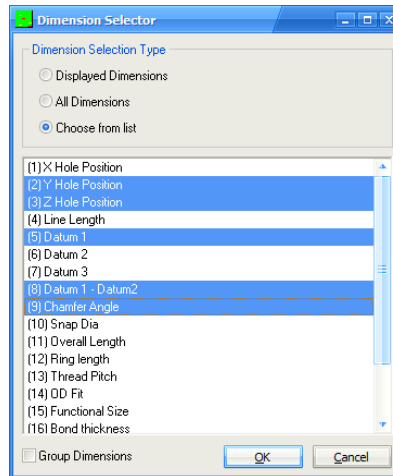 Dimension Selector
Dimension Selection Type
Displayed Dimensions
All Dimensions
Choose from list
(1) X Hole Position
(2) Y Hole Position
(3) Z Hole Position
(4) Line Length
(5) Datum 1
(6) Datum 2
(7) Datum 3
(8) Datum 1 - Datum2
(9) Chamfer Angle
(10) Snap Dia
(11) Overall Length
(12) Ring length
(13) Thread Pitch
(14) OD Fit
(15) Functional Size
(16) Bond thickness
Group Dimensions
OK
Cancel